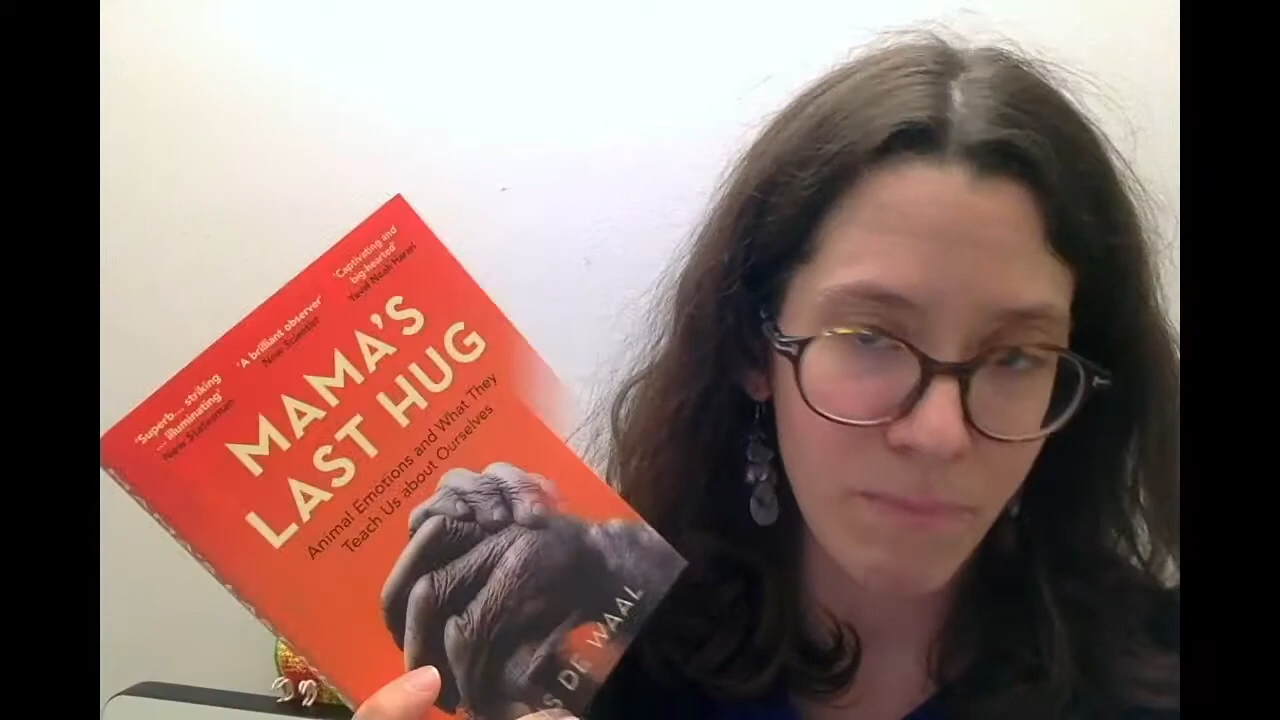 'Superb... striking
... illuminating'
New Statesman
'A brilliant observer'
New Scientist
'Captivating and
big-hearted'
Yuval Noah Harari
MAMA'S
LAST HUG
Animal Emotions and What They
Teach Us about Ourselves
S DE WAAL